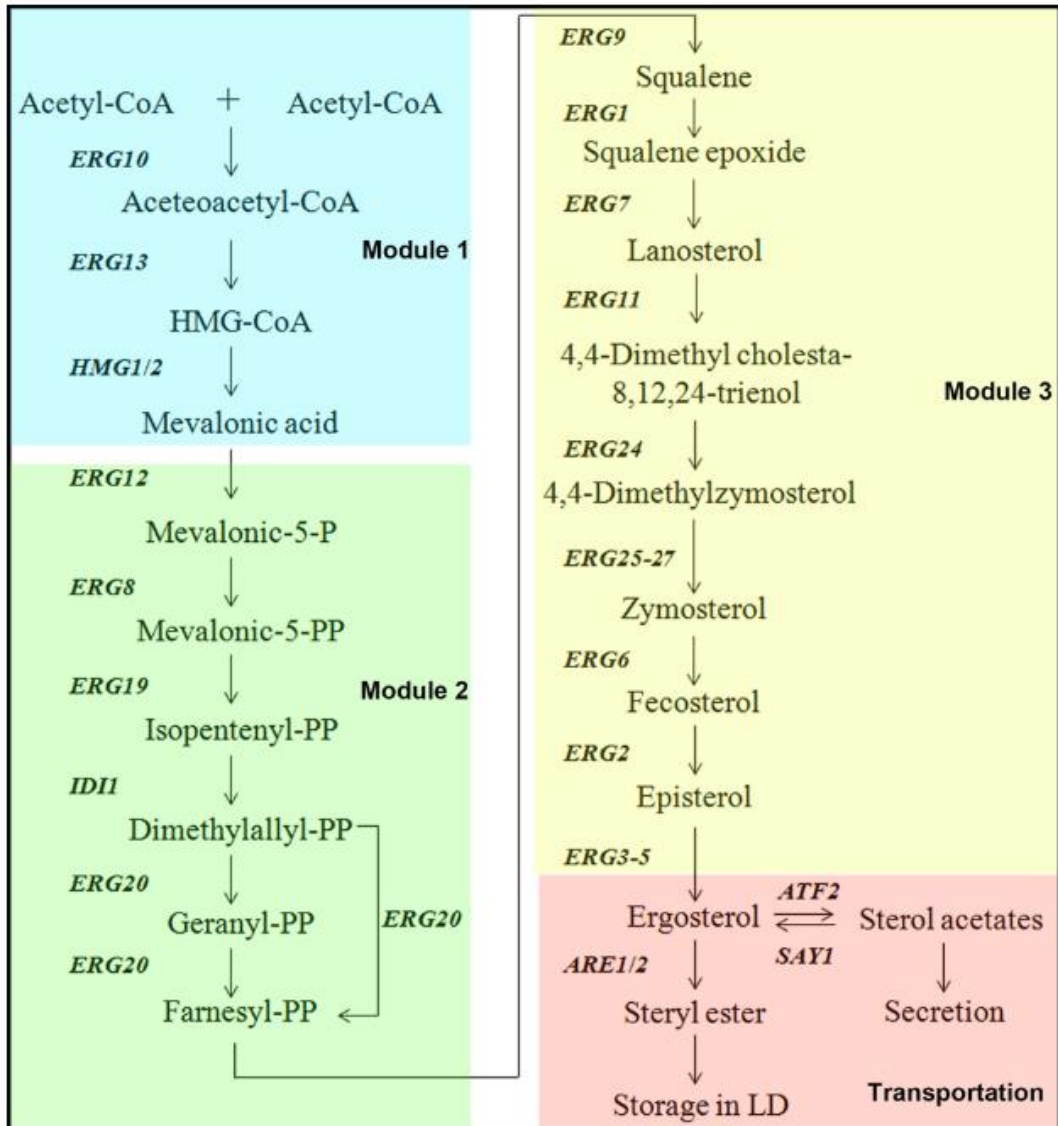 Acetyl-CoA + Acetyl-CoA
ERG10
Aceteoacetyl-CoA
Module 1
ERG13
HMG-CoA
HMG1/2
Mevalonic acid
ERG12
Mevalonic-5-P
ERG8
Mevalonic-5-PP
ERG19
Module 2
Isopentenyl-PP
IDI1
Dimethylallyl-PP
ERG20
Geranyl-PP
ERG20
ERG20
Farnesyl-PP
ERG9
Squalene
ERG1
Squalene epoxide
ERG7
Lanosterol
ERG11
4,4-Dimethyl cholesta-
8,12,24-trienol
Module 3
ERG24
4,4-Dimethylzymosterol
ERG25-27
Zymosterol
ERG6
Fecosterol
ERG2
Episterol
ERG3-5
ATF2
Ergosterol
Sterol acetates
SAY1
ARE1/2
Steryl ester
Secretion
Transportation
Storage in LD